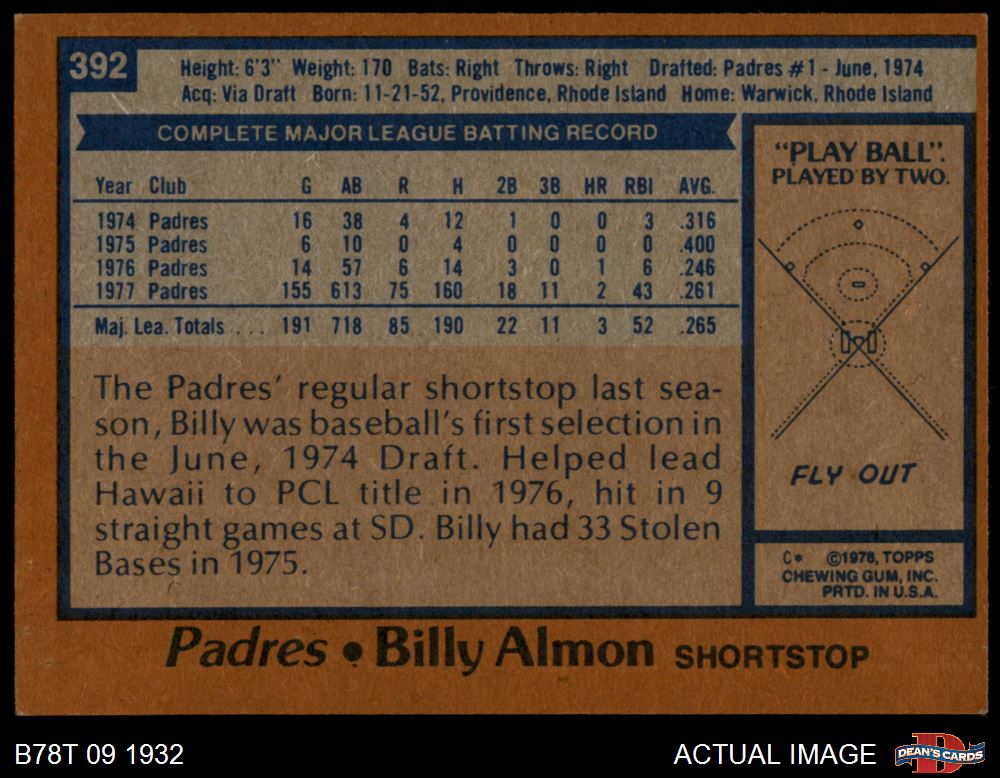 392
Height: 6'3" Weight: 170 Bats: Right Throws: Right Drafted: Padres #1 - June, 1974
Acq: Via Draft Born: 11-21-52, Providence, Rhode Island Home: Warwick, Rhode Island
COMPLETE MAJOR LEAGUE BATTING RECORD
Year Club G AB R H 2B 3B HR RBI AVG.
1974 Padres 16 38 4 12 1 0 0 3 .316
1975 Padres 6 10 0 4 0 0 0 0 .400
1976 Padres 14 57 6 14 3 0 1 6 .246
1977 Padres 155 613 75 160 18 11 2 43 .261
Maj. Lea. Totals .... 191 718 85 190 22 11 3 52 .265
The Padres' regular shortstop last sea-
son, Billy was baseball's first selection in
the June, 1974 Draft. Helped lead
Hawaii to PCL title in 1976, hit in 9
straight games at SD. Billy had 33 Stolen
Bases in 1975.
"PLAY BALL".
PLAYED BY TWO.
FLY OUT
C* ©1978, TOPPS
CHEWING GUM, INC.
PRTD. IN U.S.A.
Padres • Billy Almon SHORTSTOP
B78T 09 1932
ACTUAL IMAGE
D
DEAN'S CARDS